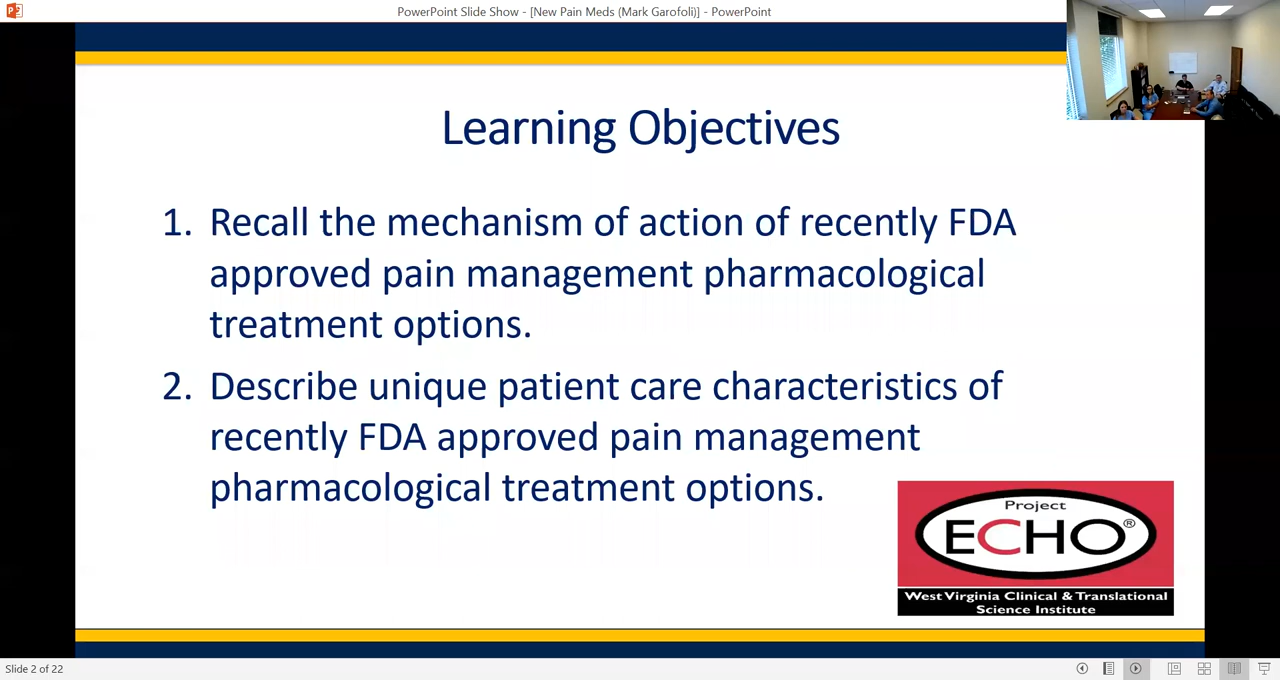 PowerPoint Slide Show - [New Pain Meds (Mark Garofoli)] - PowerPoint
Learning Objectives
1. Recall the mechanism of action of recently FDA
approved pain management pharmacological
treatment options.
2. Describe unique patient care characteristics of
recently FDA approved pain management
pharmacological treatment options.
Project
ECHO®
West Virginia Clinical & Translational
Science Institute
Slide 2 of 22